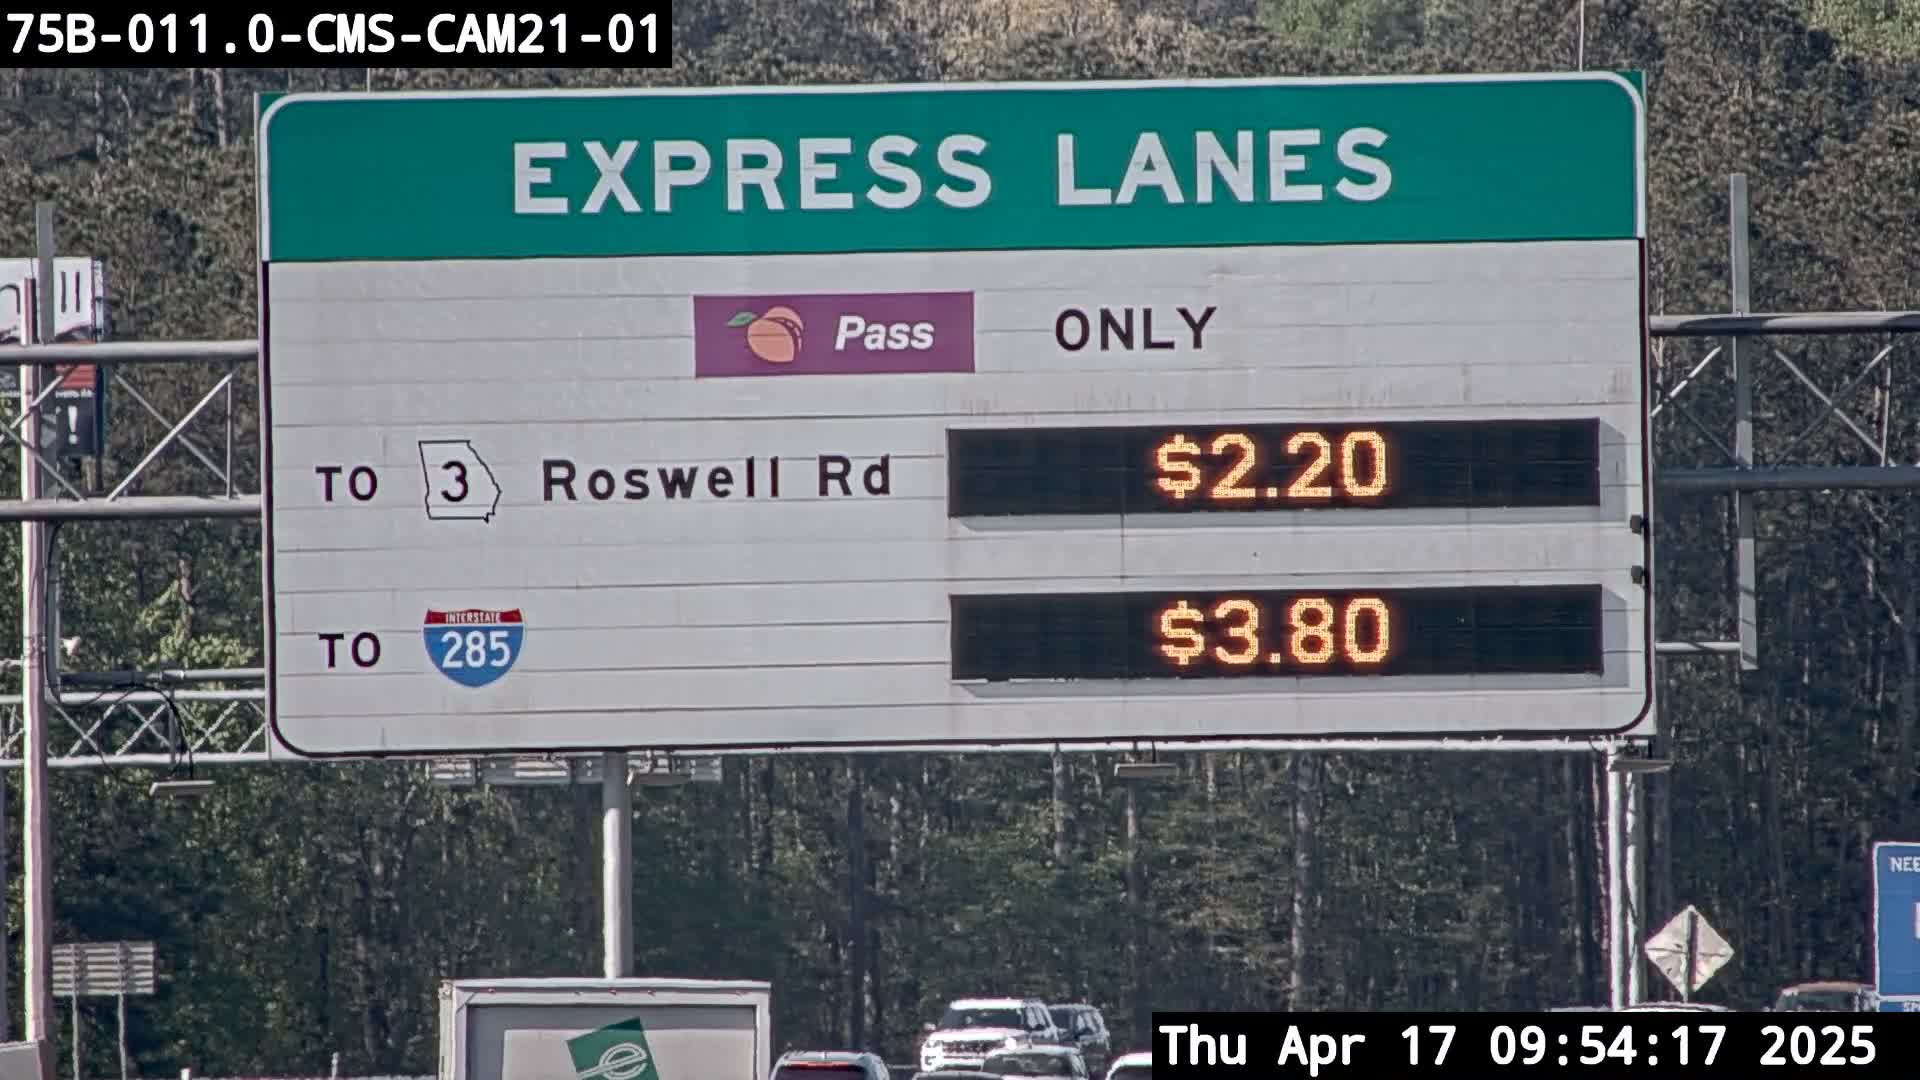 75B-011.0-CMS-CAM21-01
EXPRESS LANES
Pass ONLY
TO 3 Roswell Rd $2.20
INTERSTATE
TO 285 $3.80
NEE
Thu Apr 17 09:54:17 2025